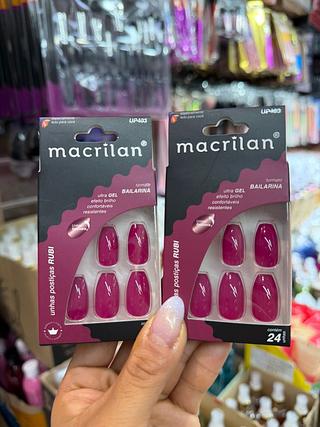 UP403
macrilan®
formato
BAILARINA
ultra GEL
efeito brilho
confortáveis
resistentes
unhas postiças RUBI
UP403
macrilan®
formato
BAILARINA
ultra GEL
efeito brilho
confortáveis
resistentes
unhas postiças RUBI
contém
24
unhas